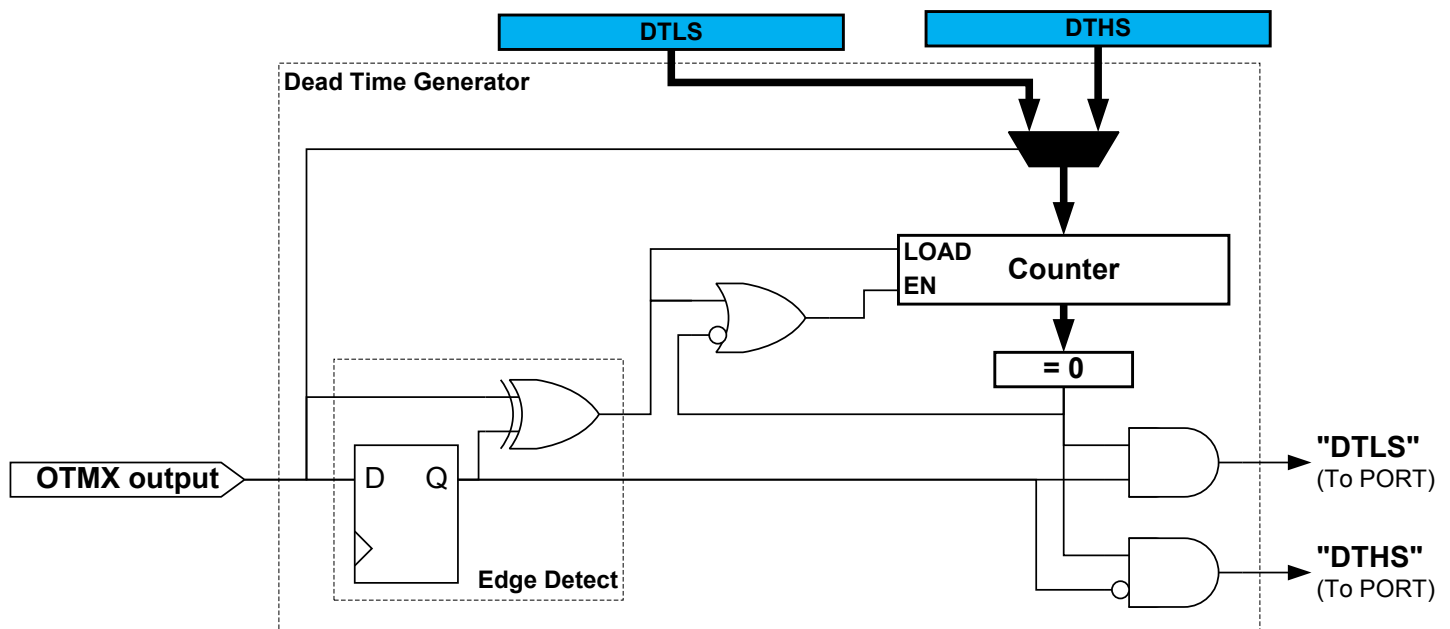 DTLS
DTHS
Dead Time Generator
LOAD
Counter
EN
= 0
"DTLS"
(To PORT)
OTMX output
D
Q
"DTHS"
(To PORT)
Edge Detect